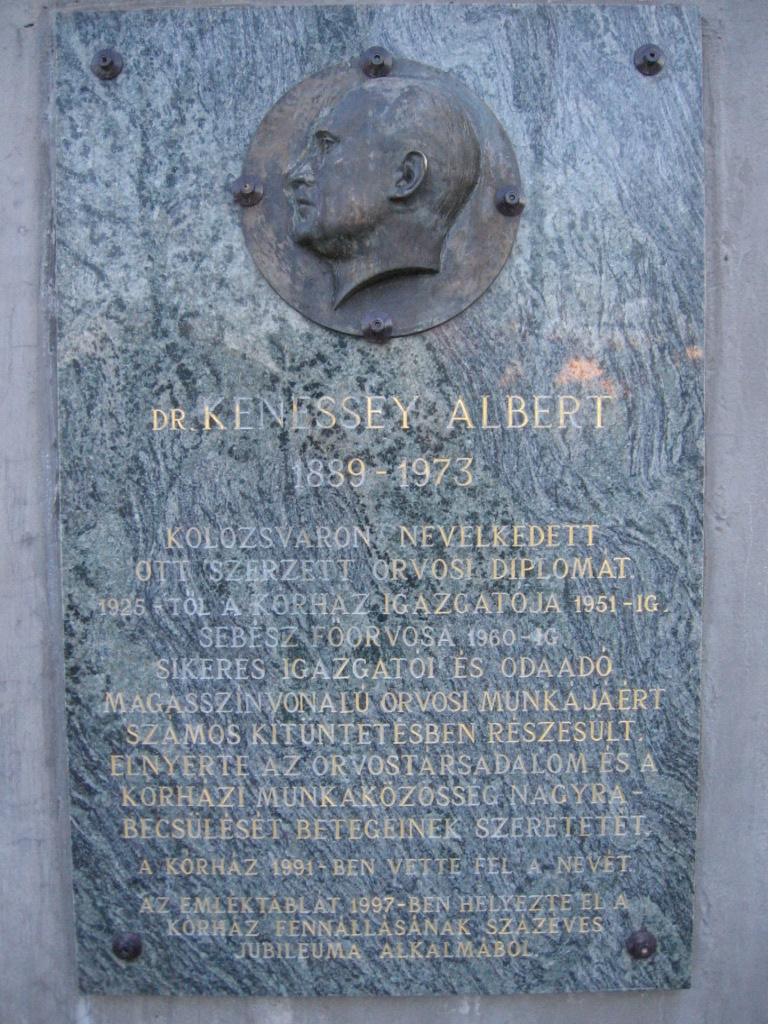 DR. KENESSEY ALBERT
1889-1973
KOLOZSVÁRON NEVELKEDETT
OTT SZERZETT ORVOSI DIPLOMÁT.
1925-TŐL A KÓRHÁZ IGAZGATÓJA 1951-IG.
SEBÉSZ FŐORVOSA 1960-IG
SIKERES IGAZGATÓI ÉS ODAADÓ
MAGASSZÍNVONALÚ ORVOSI MUNKÁJÁÉRT
SZÁMOS KITÜNTETÉSBEN RÉSZESÜLT.
ELNYERTE AZ ORVOSTÁRSADALOM ÉS A
KÓRHÁZI MUNKAKÖZÖSSÉG NAGYRA-
BECSÜLÉSÉT BETEGEINEK SZERETETÉT.
A KÓRHÁZ 1991-BEN VETTE FEL A NEVÉT.
AZ EMLÉKTÁBLÁT 1997-BEN HELYEZTE EL A
KÓRHÁZ FENNÁLLÁSÁNAK SZÁZÉVES
JUBILEUMA ALKALMÁBÓL.